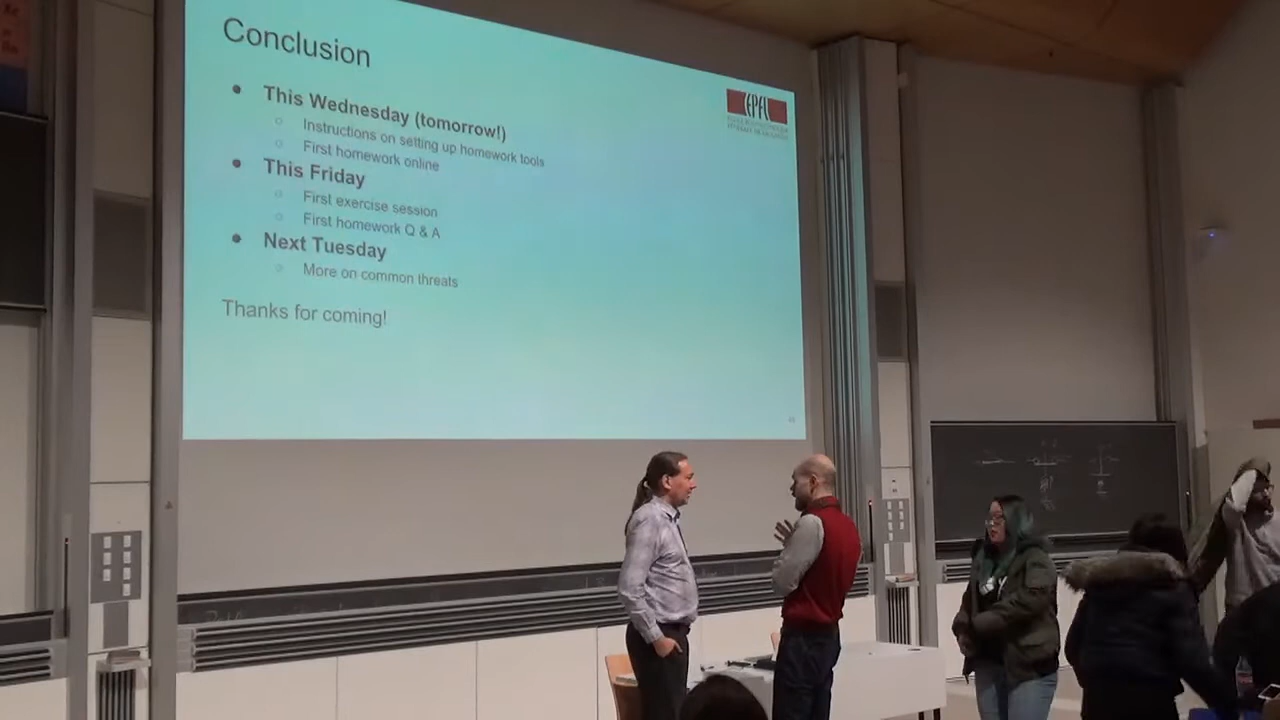 Conclusion
This Wednesday (tomorrow!)
Instructions on setting up homework tools
First homework online
This Friday
First exercise session
First homework Q & A
Next Tuesday
More on common threats
Thanks for coming!
EPFL